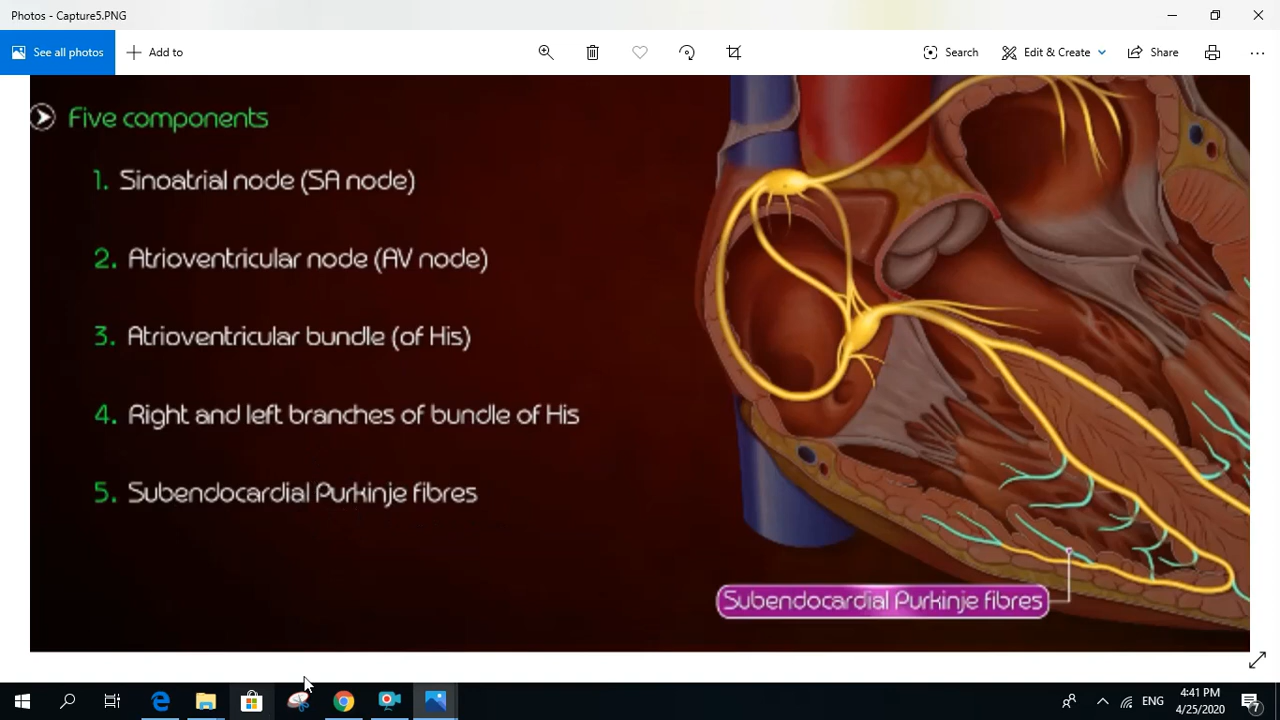 Photos - Capture5.PNG
See all photos
Add to
Search
Edit & Create
Share
Five components
1. Sinoatrial node (SA node)
2. Atrioventricular node (AV node)
3. Atrioventricular bundle (of His)
4. Right and left branches of bundle of His
5. Subendocardial Purkinje fibres
Subendocardial Purkinje fibres
ENG
4:41 PM
4/25/2020
7